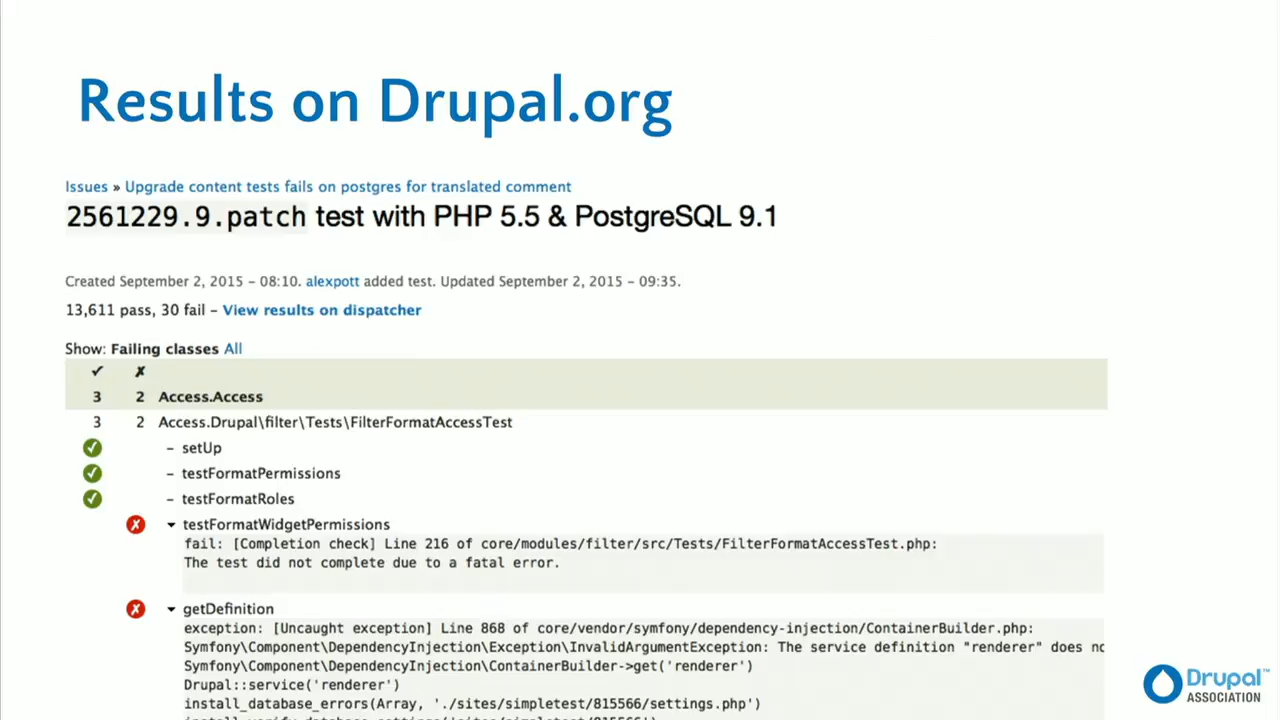 Results on Drupal.org
Issues » Upgrade content tests fails on postgres for translated comment
2561229.9.patch test with PHP 5.5 & PostgreSQL 9.1
Created September 2, 2015 – 08:10. alexpott added test. Updated September 2, 2015 – 09:35.
13,611 pass, 30 fail – View results on dispatcher
Show: Failing classes All
✓ ✗
3 2 Access.Access
3 2 Access.Drupal\filter\Tests\FilterFormatAccessTest
– setUp
– testFormatPermissions
– testFormatRoles
testFormatWidgetPermissions
fail: [Completion check] Line 216 of core/modules/filter/src/Tests/FilterFormatAccessTest.php:
The test did not complete due to a fatal error.
getDefinition
exception: [Uncaught exception] Line 868 of core/vendor/symfony/dependency-injection/ContainerBuilder.php:
Symfony\Component\DependencyInjection\Exception\InvalidArgumentException: The service definition "renderer" does
Symfony\Component\DependencyInjection\ContainerBuilder->get('renderer')
Drupal::service('renderer')
install_database_errors(Array, './sites/simpletest/815566/settings.php')
Drupal™
ASSOCIATION